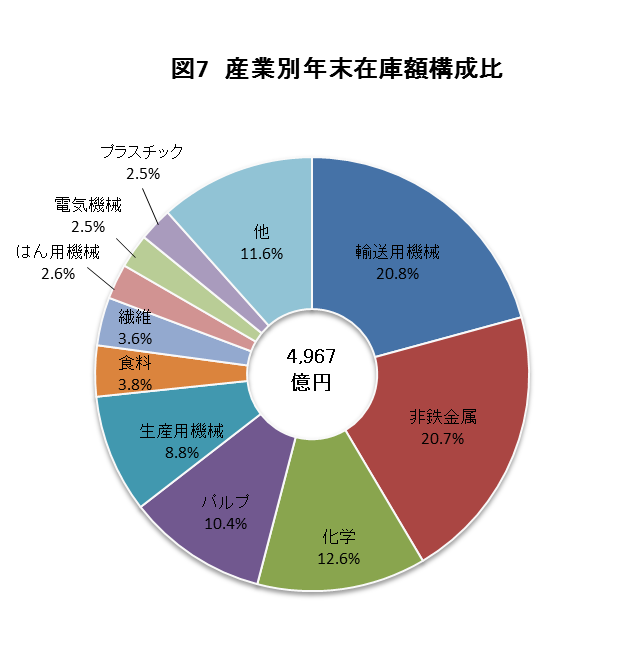 図7 産業別年末在庫額構成比
プラスチック
2.5%
電気機械
2.5%
はん用機械
2.6%
繊維
3.6%
食料
3.8%
生産用機械
8.8%
パルプ
10.4%
化学
12.6%
非鉄金属
20.7%
輸送用機械
20.8%
他
11.6%
4,967
億円